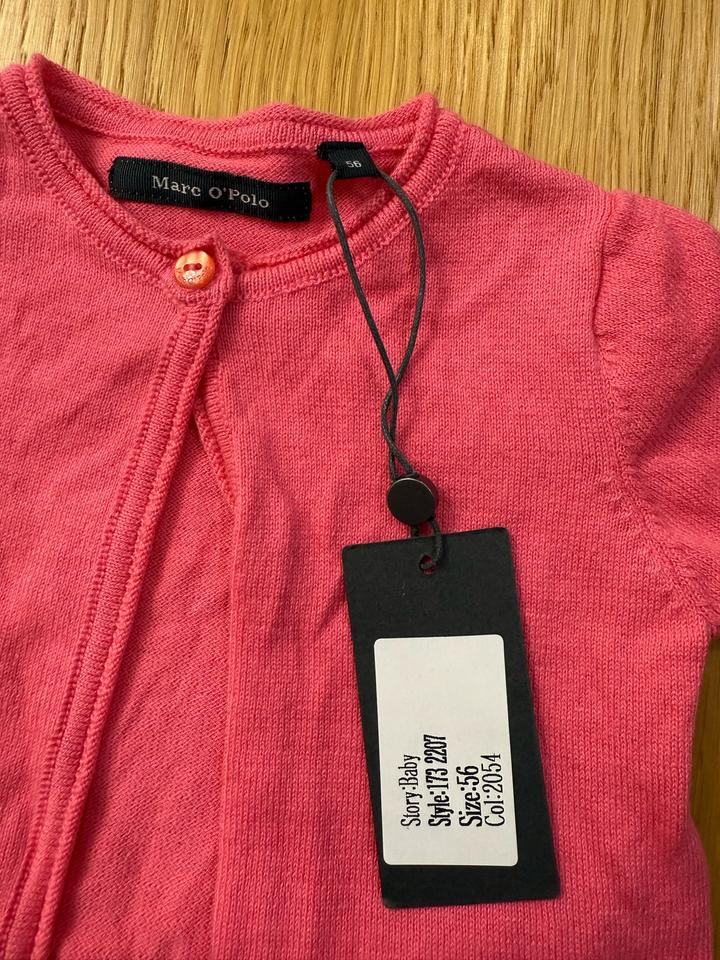 Marc O'Polo
56
Story:Baby
Style:173 2207
Size:56
Col:2054